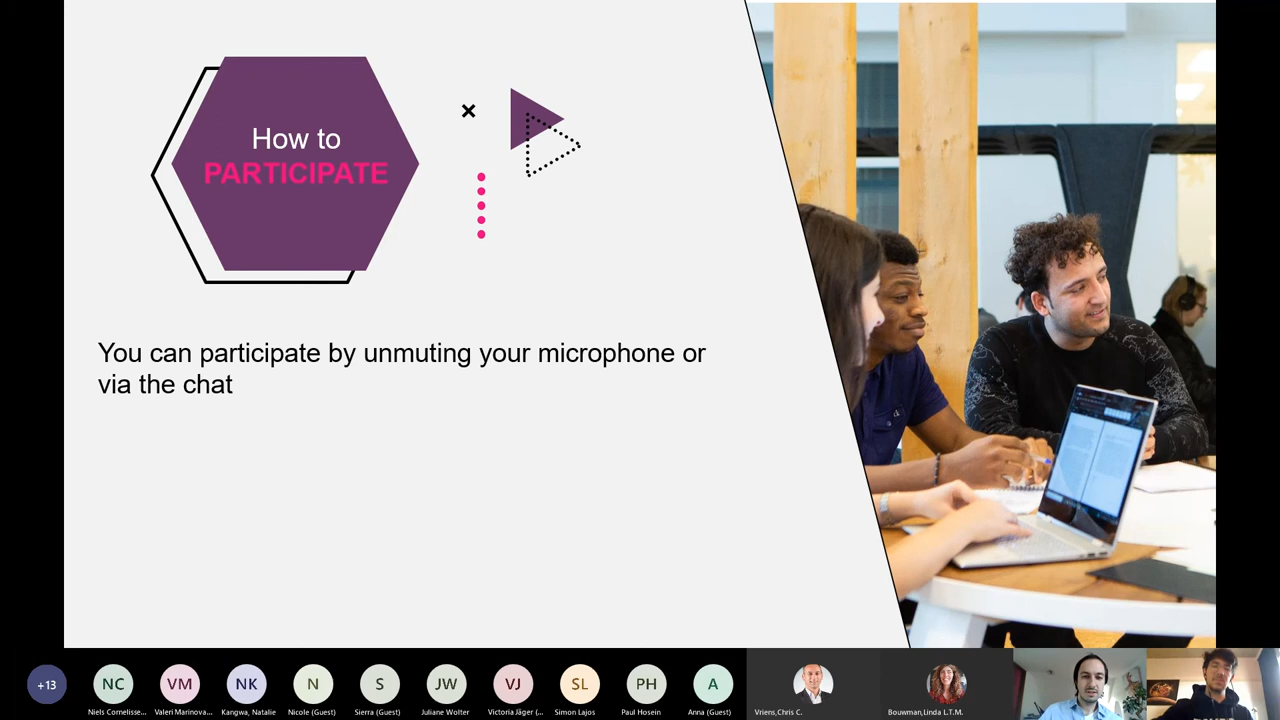 How to
PARTICIPATE
You can participate by unmuting your microphone or
via the chat
+13
NC
VM
NK
N
S
JW
VJ
SL
PH
A
Niels Cornelisse...
Valeri Marinova...
Kangwa, Natalie
Nicole (Guest)
Sierra (Guest)
Juliane Wolter
Victoria Jäger (...
Simon Lajos
Paul Hosein
Anna (Guest)
Vriens,Chris C.
Bouwman,Linda L.T.M.